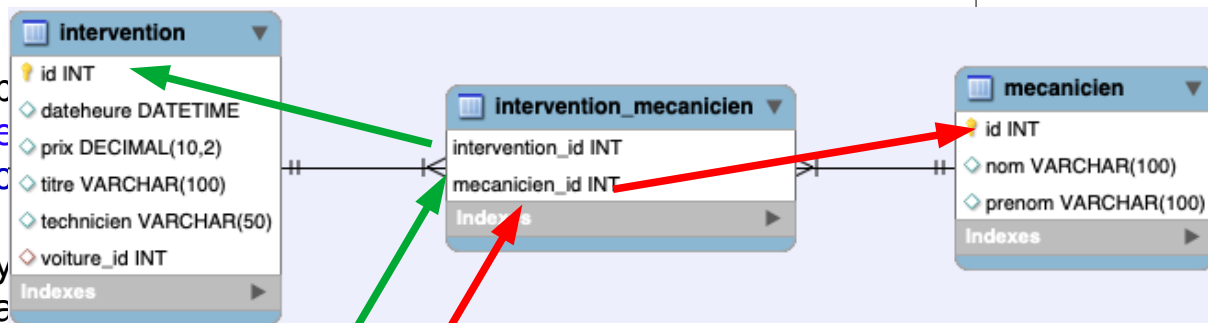 intervention
id INT
dateheure DATETIME
prix DECIMAL(10,2)
titre VARCHAR(100)
technicien VARCHAR(50)
voiture_id INT
Indexes
intervention_mecanicien
intervention_id INT
mecanicien_id INT
Indexes
mecanicien
id INT
nom VARCHAR(100)
prenom VARCHAR(100)
Indexes